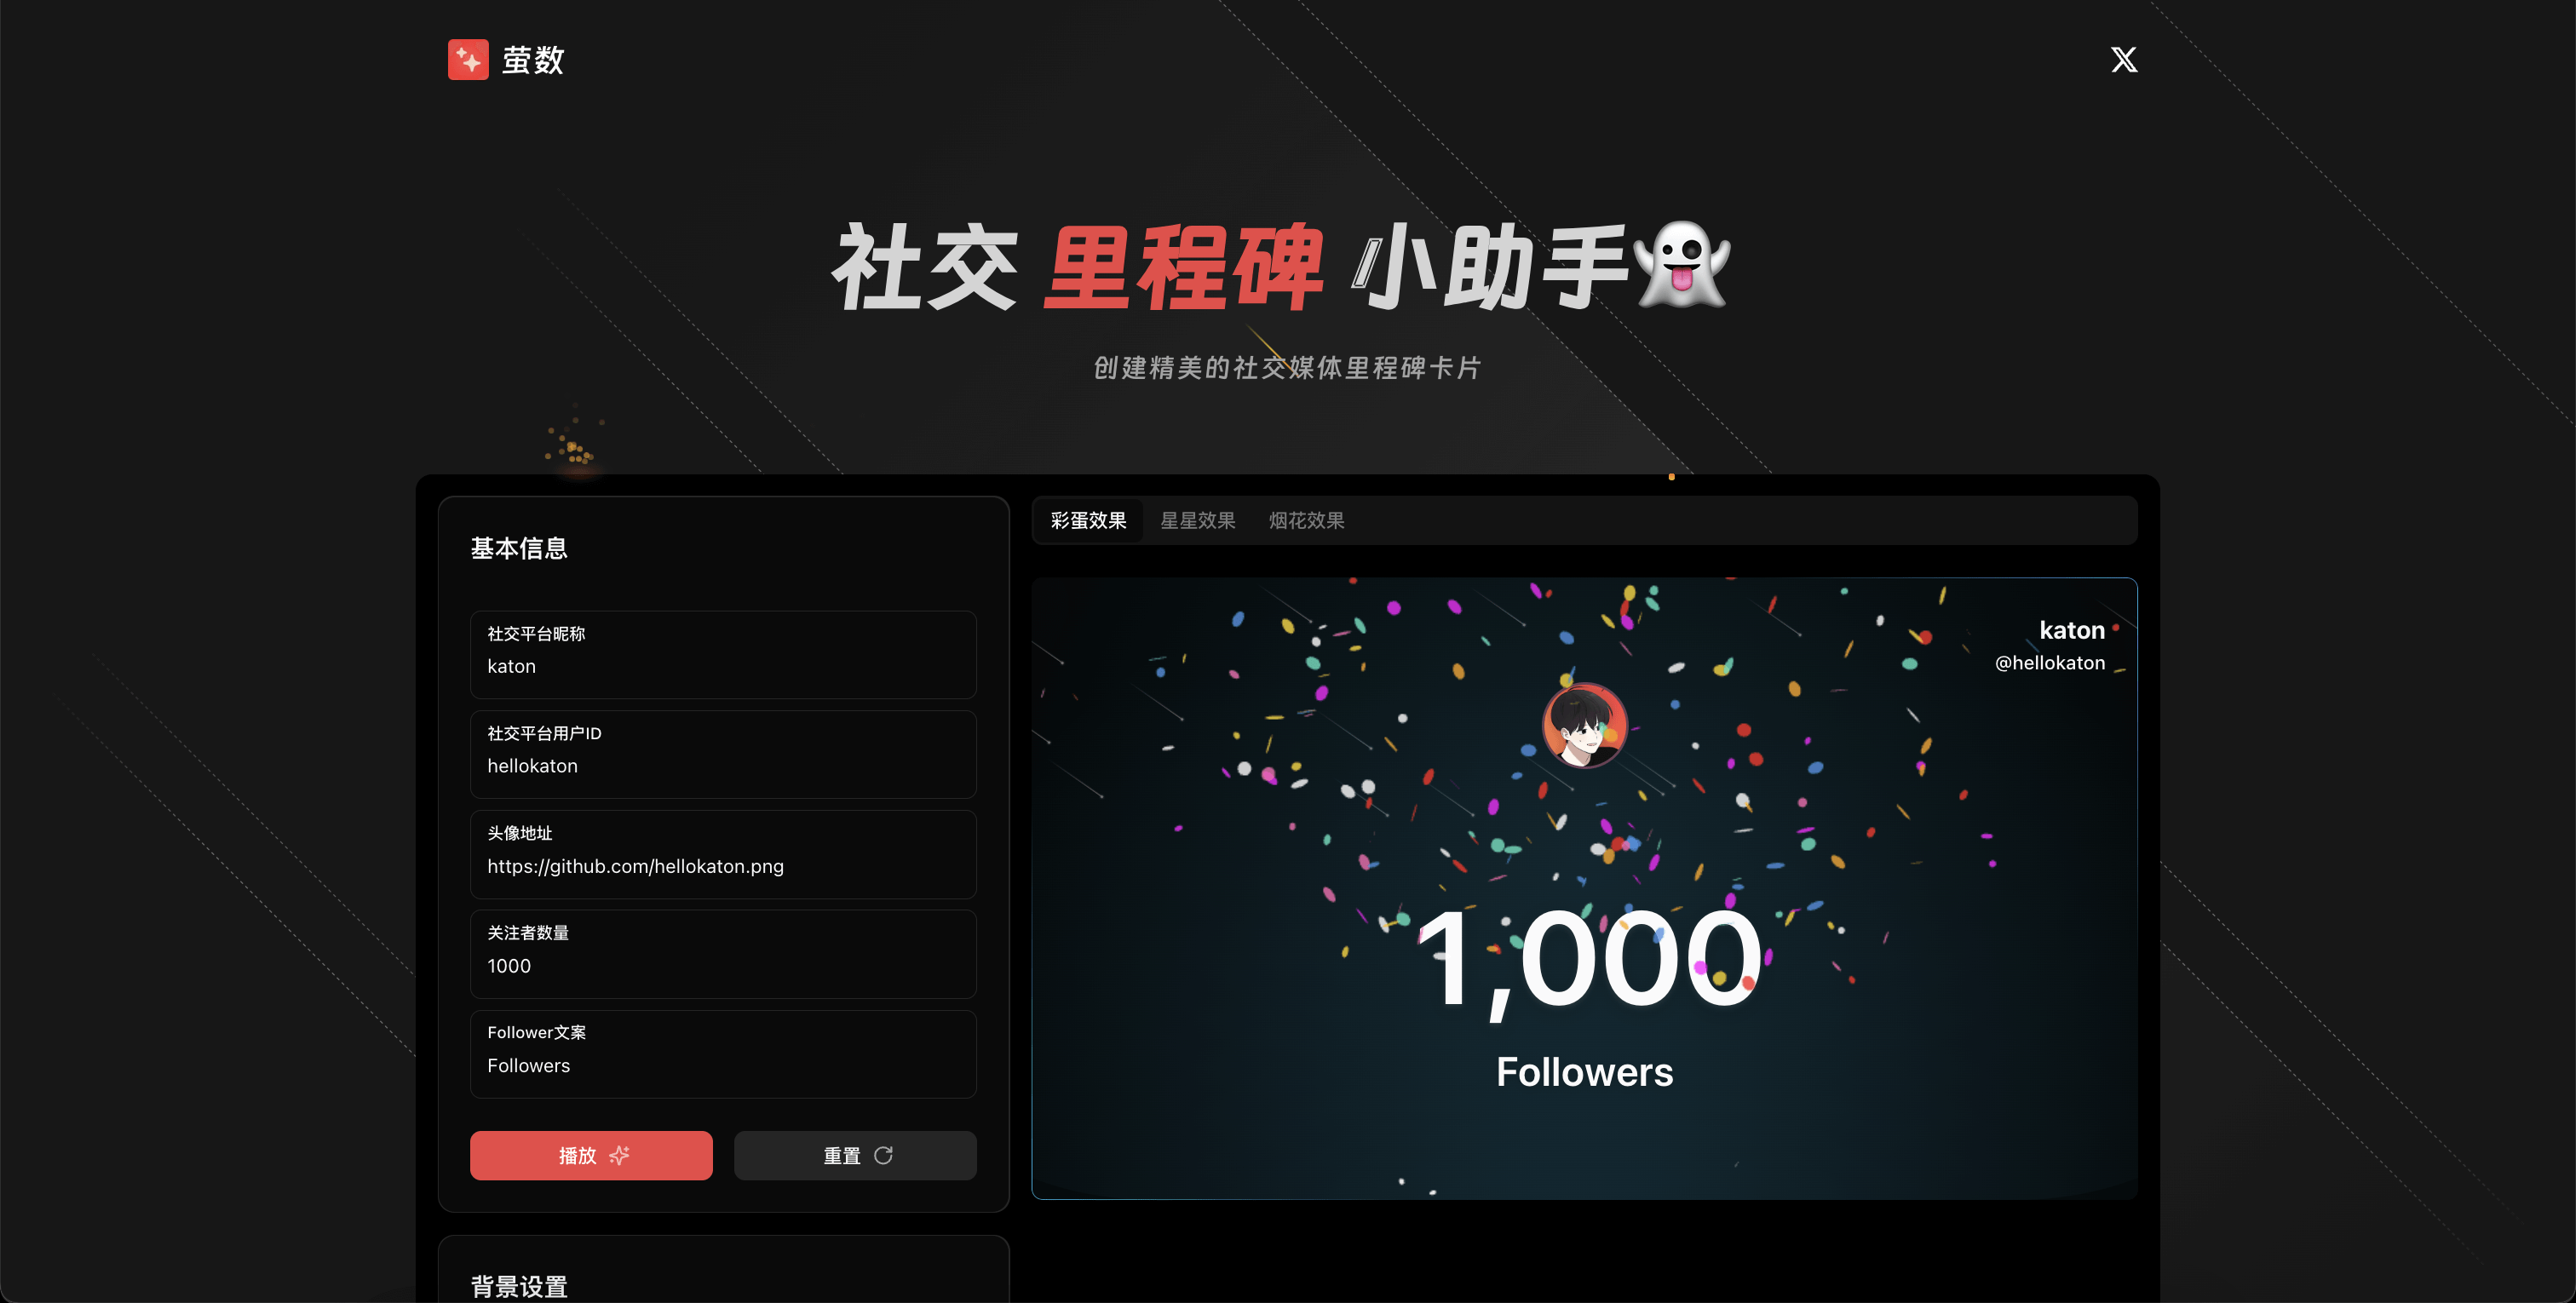 萤数
社交 里程碑 小助手👻
创建精美的社交媒体里程碑卡片
基本信息
社交平台昵称
katon
社交平台用户ID
hellokaton
头像地址
https://github.com/hellokaton.png
关注者数量
1000
Follower文案
Followers
播放
重置
背景设置
彩蛋效果
星星效果
烟花效果
katon
@hellokaton
1,000
Followers